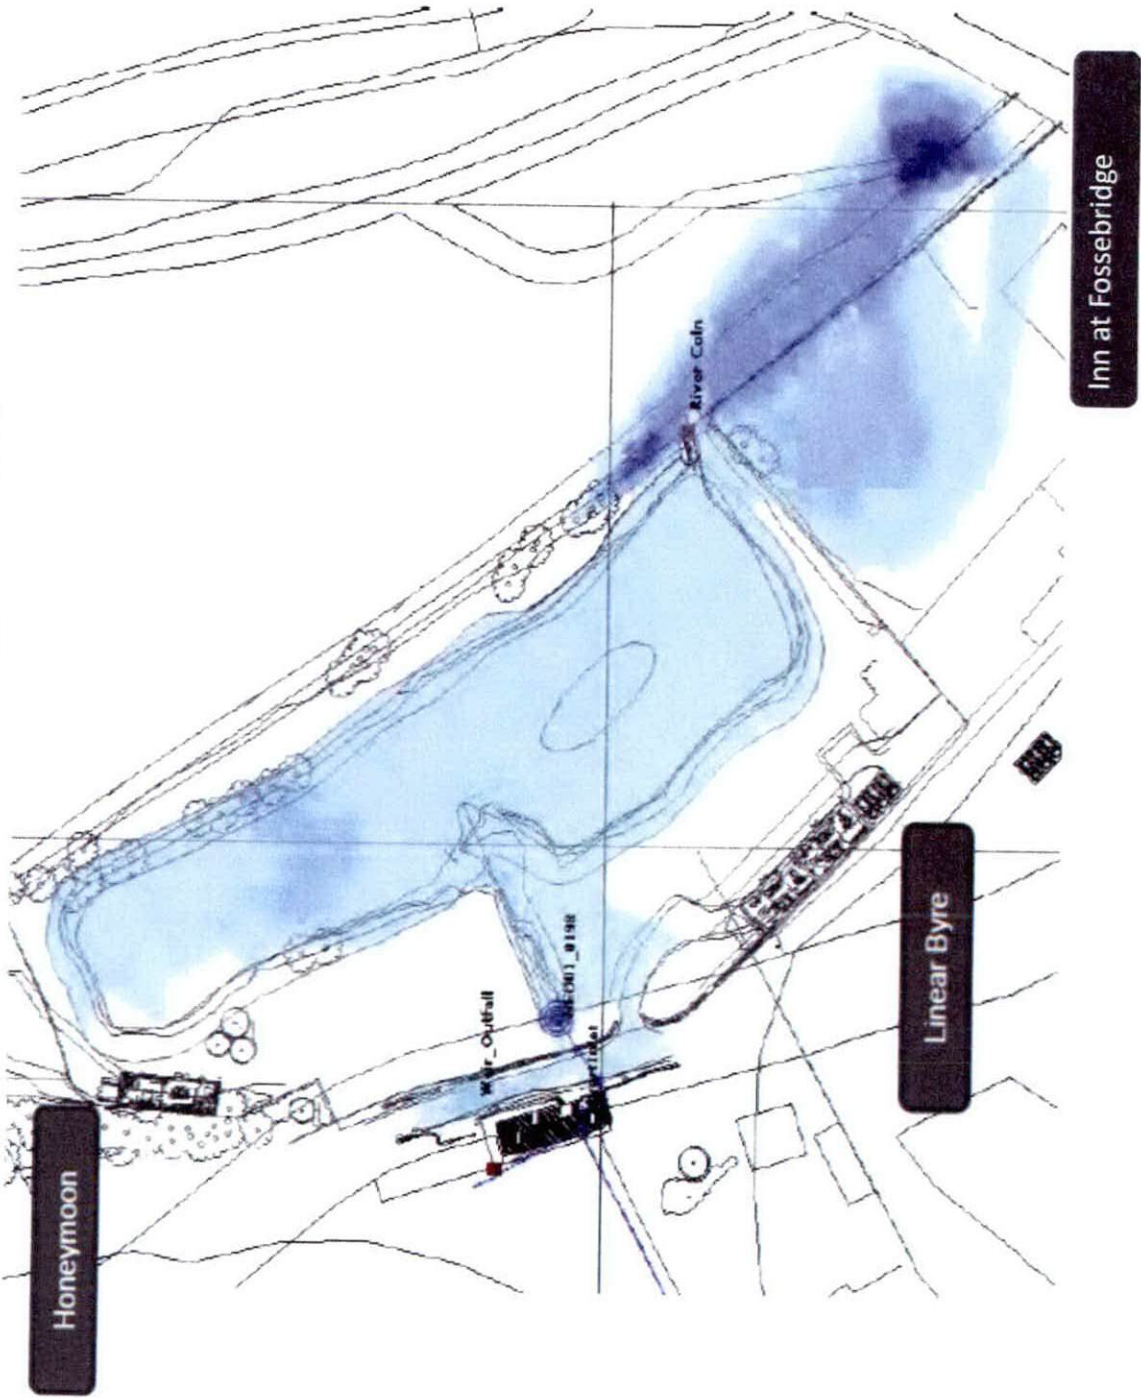 Inn at Fossebridge
River Coln
Linear Byre
Weir_Outfall
Honeymoon